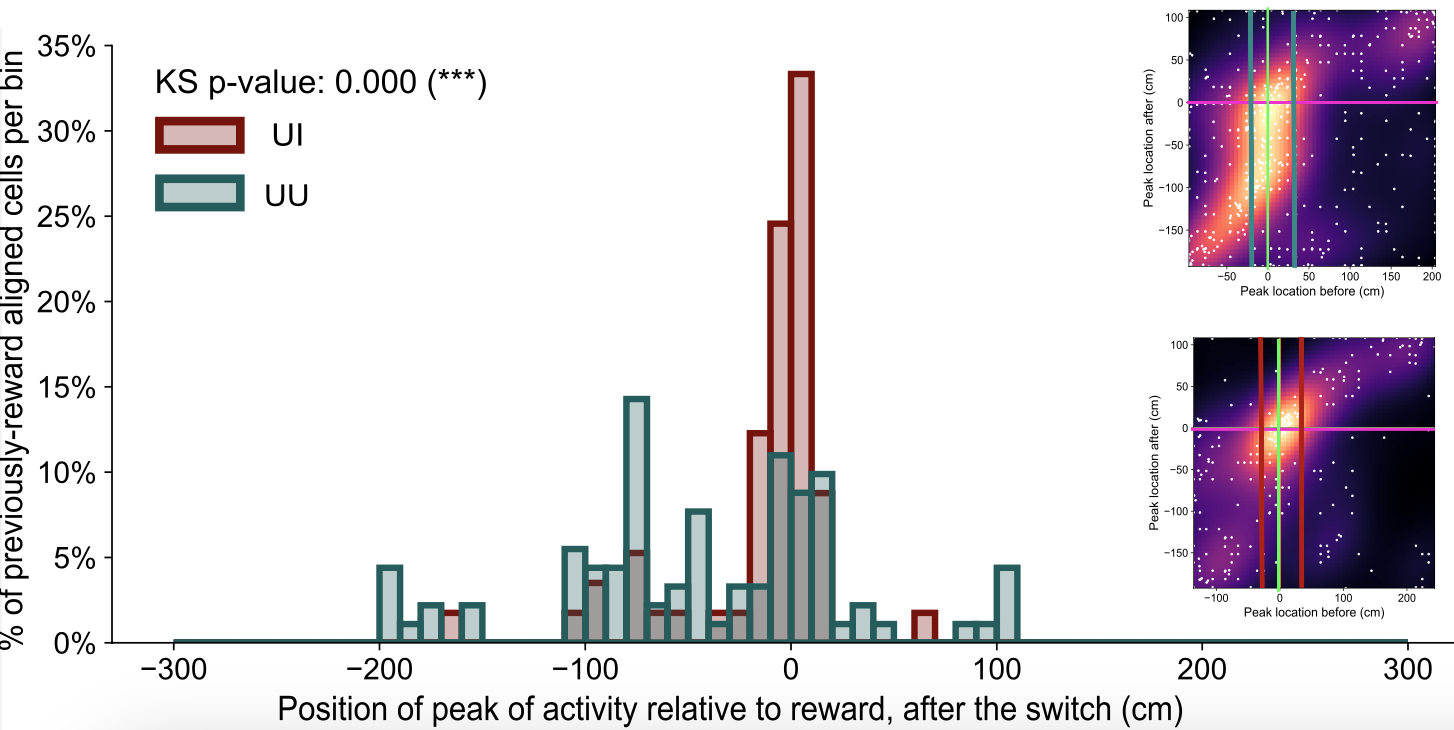 % of previously-reward aligned cells per bin
35%
30%
25%
20%
15%
10%
5%
0%
KS p-value: 0.000 (***)
UI
UU
−300 −200 −100 0 100 200 300
Position of peak of activity relative to reward, after the switch (cm)
Peak location after (cm)
100
50
0
−50
−100
−150
−50 0 50 100 150 200
Peak location before (cm)
Peak location after (cm)
100
50
0
−50
−100
−150
−100 0 100 200
Peak location before (cm)